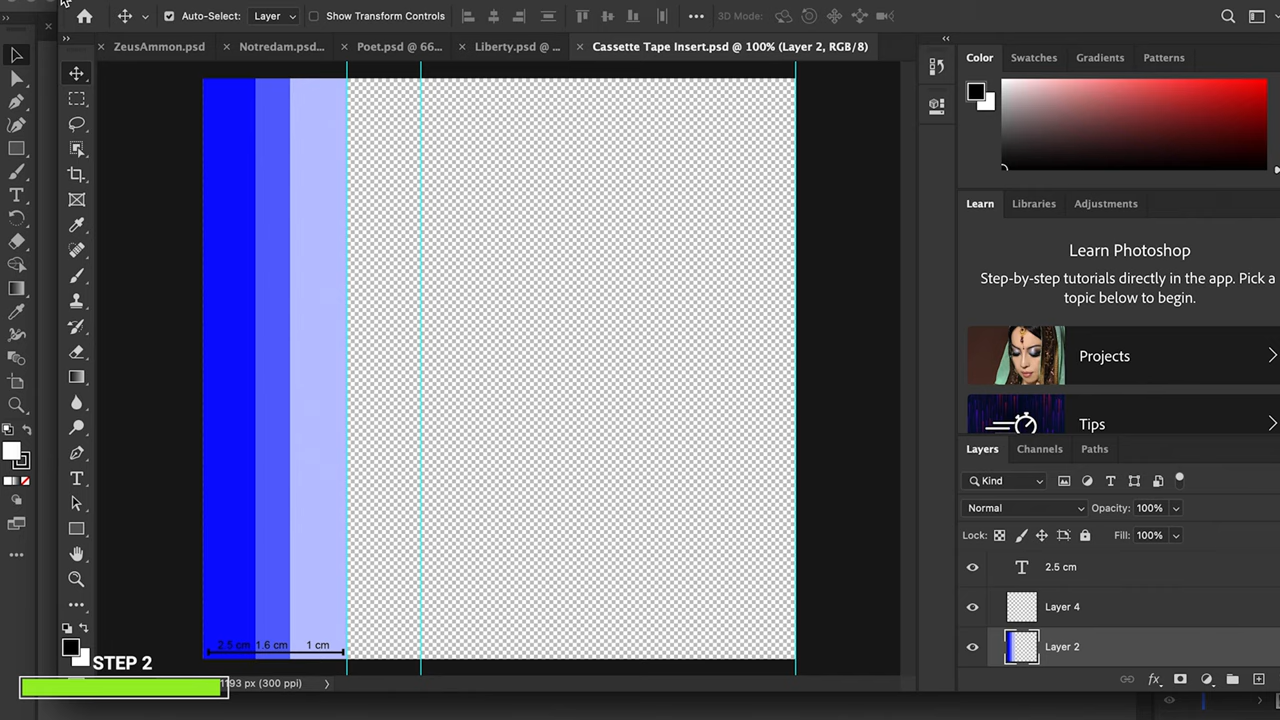 Auto-Select: Layer Show Transform Controls 3D Mode:
ZeusAmmon.psd Notredam.psd... Poet.psd @ 66... Liberty.psd @ ... Cassette Tape Insert.psd @ 100% (Layer 2, RGB/8)
Color Swatches Gradients Patterns
Learn Libraries Adjustments
Learn Photoshop
Step-by-step tutorials directly in the app. Pick a
topic below to begin.
Projects
Tips
Layers Channels Paths
Kind
Normal Opacity: 100%
Lock: Fill: 100%
2.5 cm
Layer 4
Layer 2
2.5 cm 1.6 cm 1 cm
STEP 2
1193 px (300 ppi)